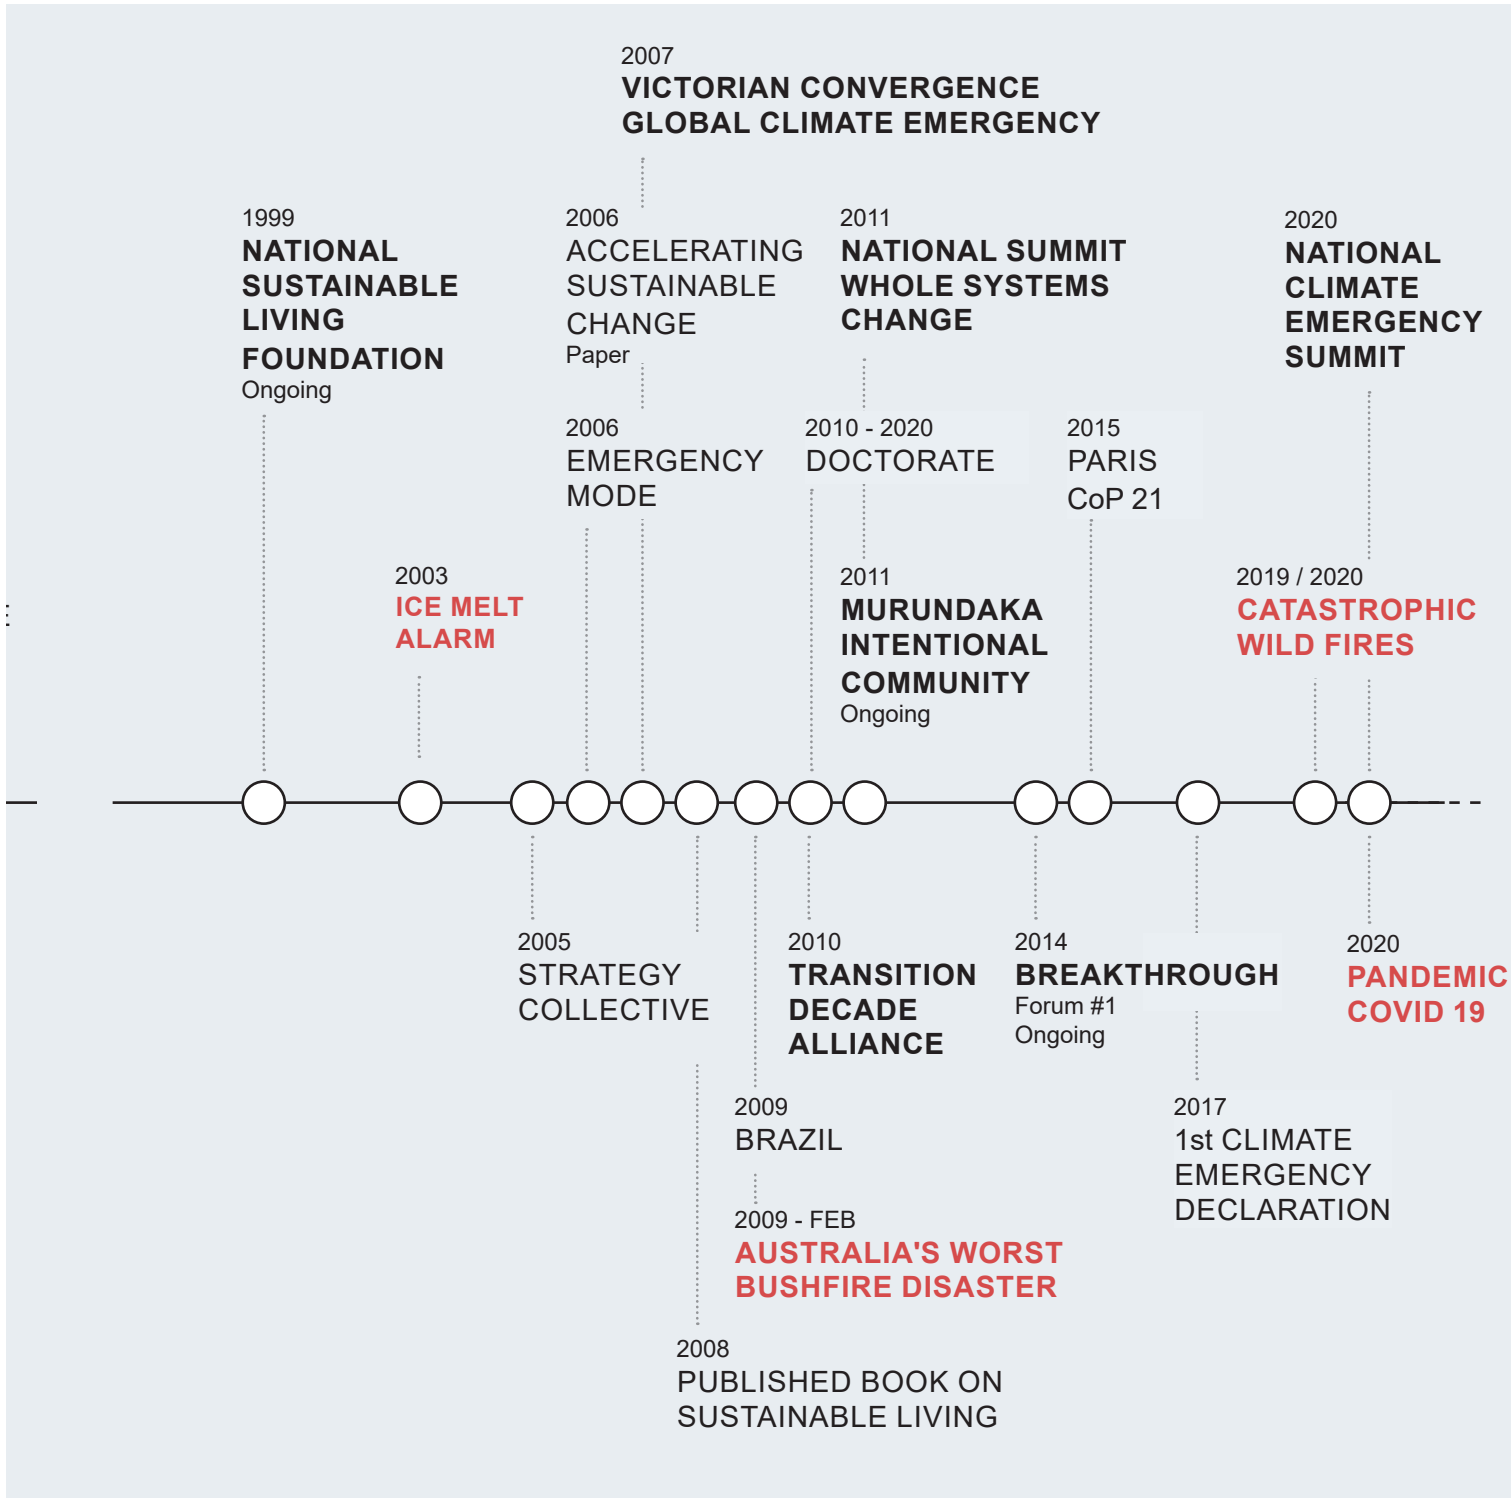 2007
VICTORIAN CONVERGENCE
GLOBAL CLIMATE EMERGENCY
1999
NATIONAL
SUSTAINABLE
LIVING
FOUNDATION
Ongoing
2006
ACCELERATING
SUSTAINABLE
CHANGE
Paper
2011
NATIONAL SUMMIT
WHOLE SYSTEMS
CHANGE
2020
NATIONAL
CLIMATE
EMERGENCY
SUMMIT
2006
EMERGENCY
MODE
2010 - 2020
DOCTORATE
2015
PARIS
CoP 21
2003
ICE MELT
ALARM
2011
MURUNDAKA
INTENTIONAL
COMMUNITY
Ongoing
2019 / 2020
CATASTROPHIC
WILD FIRES
2005
STRATEGY
COLLECTIVE
2010
TRANSITION
DECADE
ALLIANCE
2014
BREAKTHROUGH
Forum #1
Ongoing
2020
PANDEMIC
COVID 19
2009
BRAZIL
2017
1st CLIMATE
EMERGENCY
DECLARATION
2009 - FEB
AUSTRALIA'S WORST
BUSHFIRE DISASTER
2008
PUBLISHED BOOK ON
SUSTAINABLE LIVING